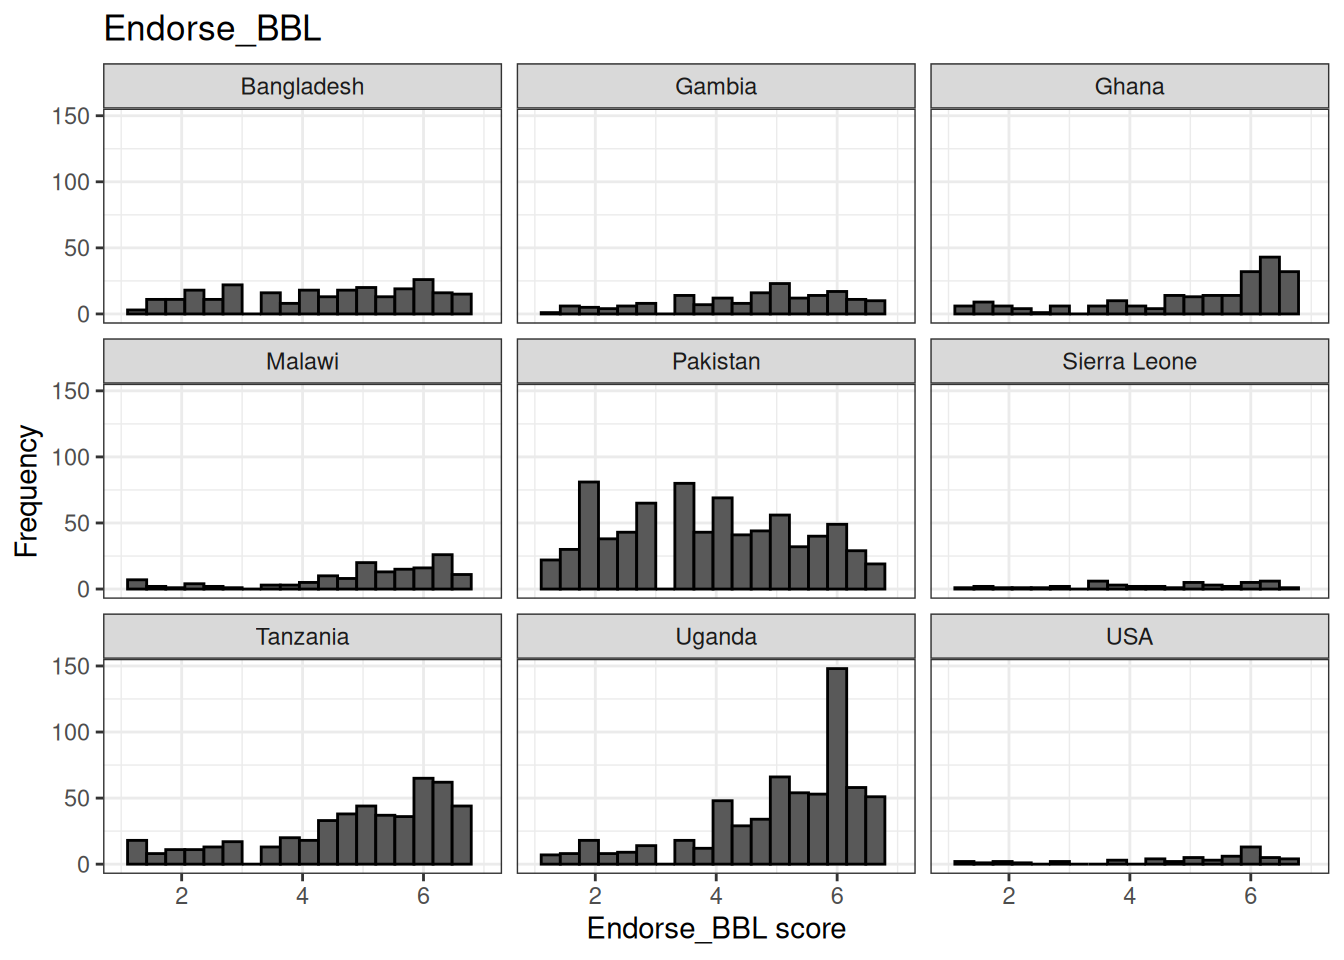 Endorse_BBL
Bangladesh Gambia Ghana
150
100
50
0
Malawi Pakistan Sierra Leone
150
100
50
0
Tanzania Uganda USA
150
100
50
0
2 4 6 2 4 6 2 4 6
Endorse_BBL score
Frequency